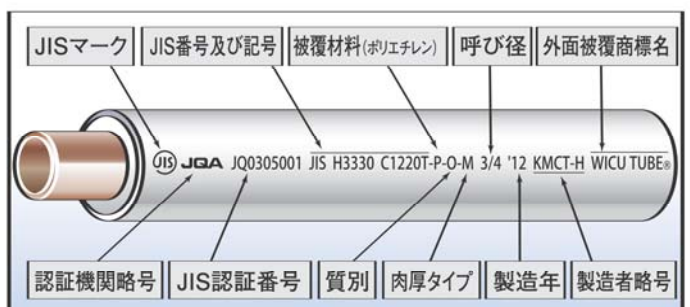 JISマーク JIS番号及び記号 被覆材料(ポリエチレン) 呼び径 外面被覆商標名
JIS JQA JQ0305001 JIS H3330 C1220T-P-O-M 3/4 '12 KMCT-H WICU TUBE®
認証機関略号 JIS認証番号 質別 肉厚タイプ 製造年 製造者略号